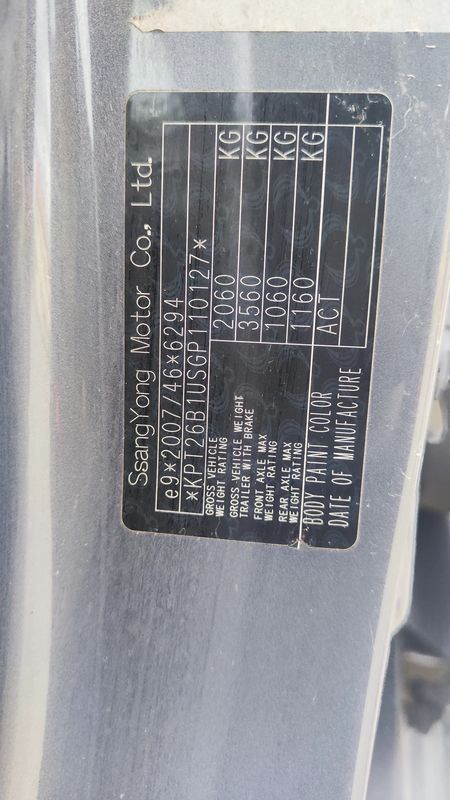 SsangYong Motor Co., Ltd.
e9*2007/46*6294
*KPT26B1USGP110127*
GROSS VEHICLE
WEIGHT RATING 2060 KG
GROSS-VEHICLE WEIGHT
TRAILER WITH BRAKE 3560 KG
FRONT AXLE MAX
WEIGHT RATING 1060 KG
REAR AXLE MAX
WEIGHT RATING 1160 KG
BODY PAINT COLOR ACT
DATE OF MANUFACTURE